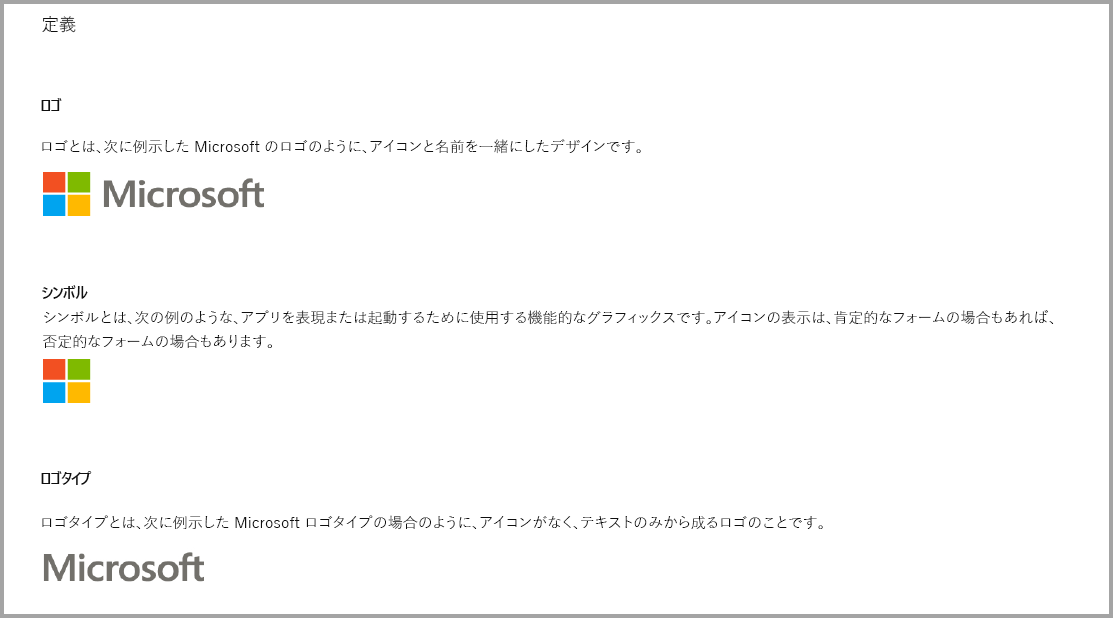 定義
ロゴ
ロゴとは、次に例示した Microsoft のロゴのように、アイコンと名前を一緒にしたデザインです。
Microsoft
シンボル
シンボルとは、次の例のような、アプリを表現または起動するために使用する機能的なグラフィックスです。アイコンの表示は、肯定的なフォームの場合もあれば、
否定的なフォームの場合もあります。
ロゴタイプ
ロゴタイプとは、次に例示した Microsoft ロゴタイプの場合のように、アイコンがなく、テキストのみから成るロゴのことです。
Microsoft